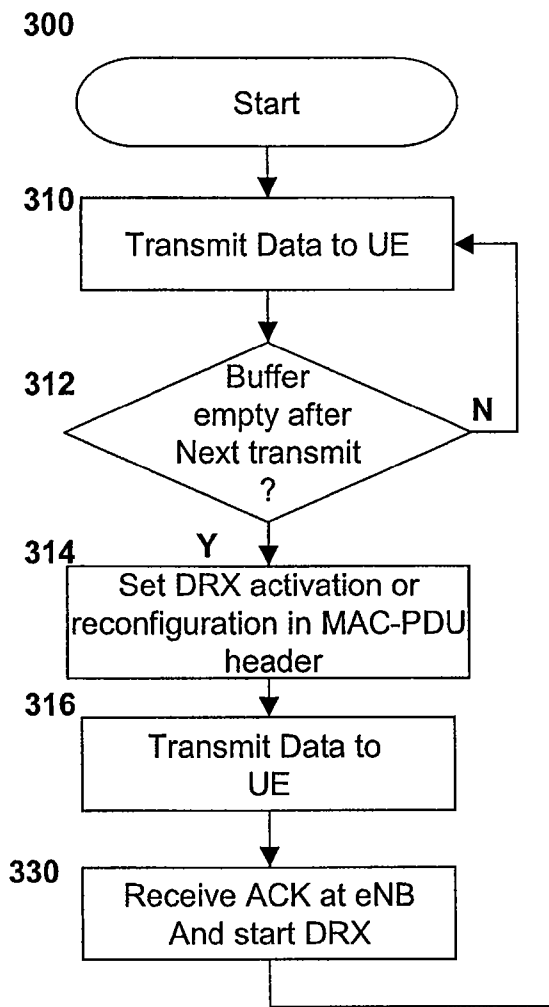 300
Start
310
Transmit Data to UE
312
Buffer
empty after
Next transmit
?
N
Y
314
Set DRX activation or
reconfiguration in MAC-PDU
header
316
Transmit Data to
UE
330
Receive ACK at eNB
And start DRX